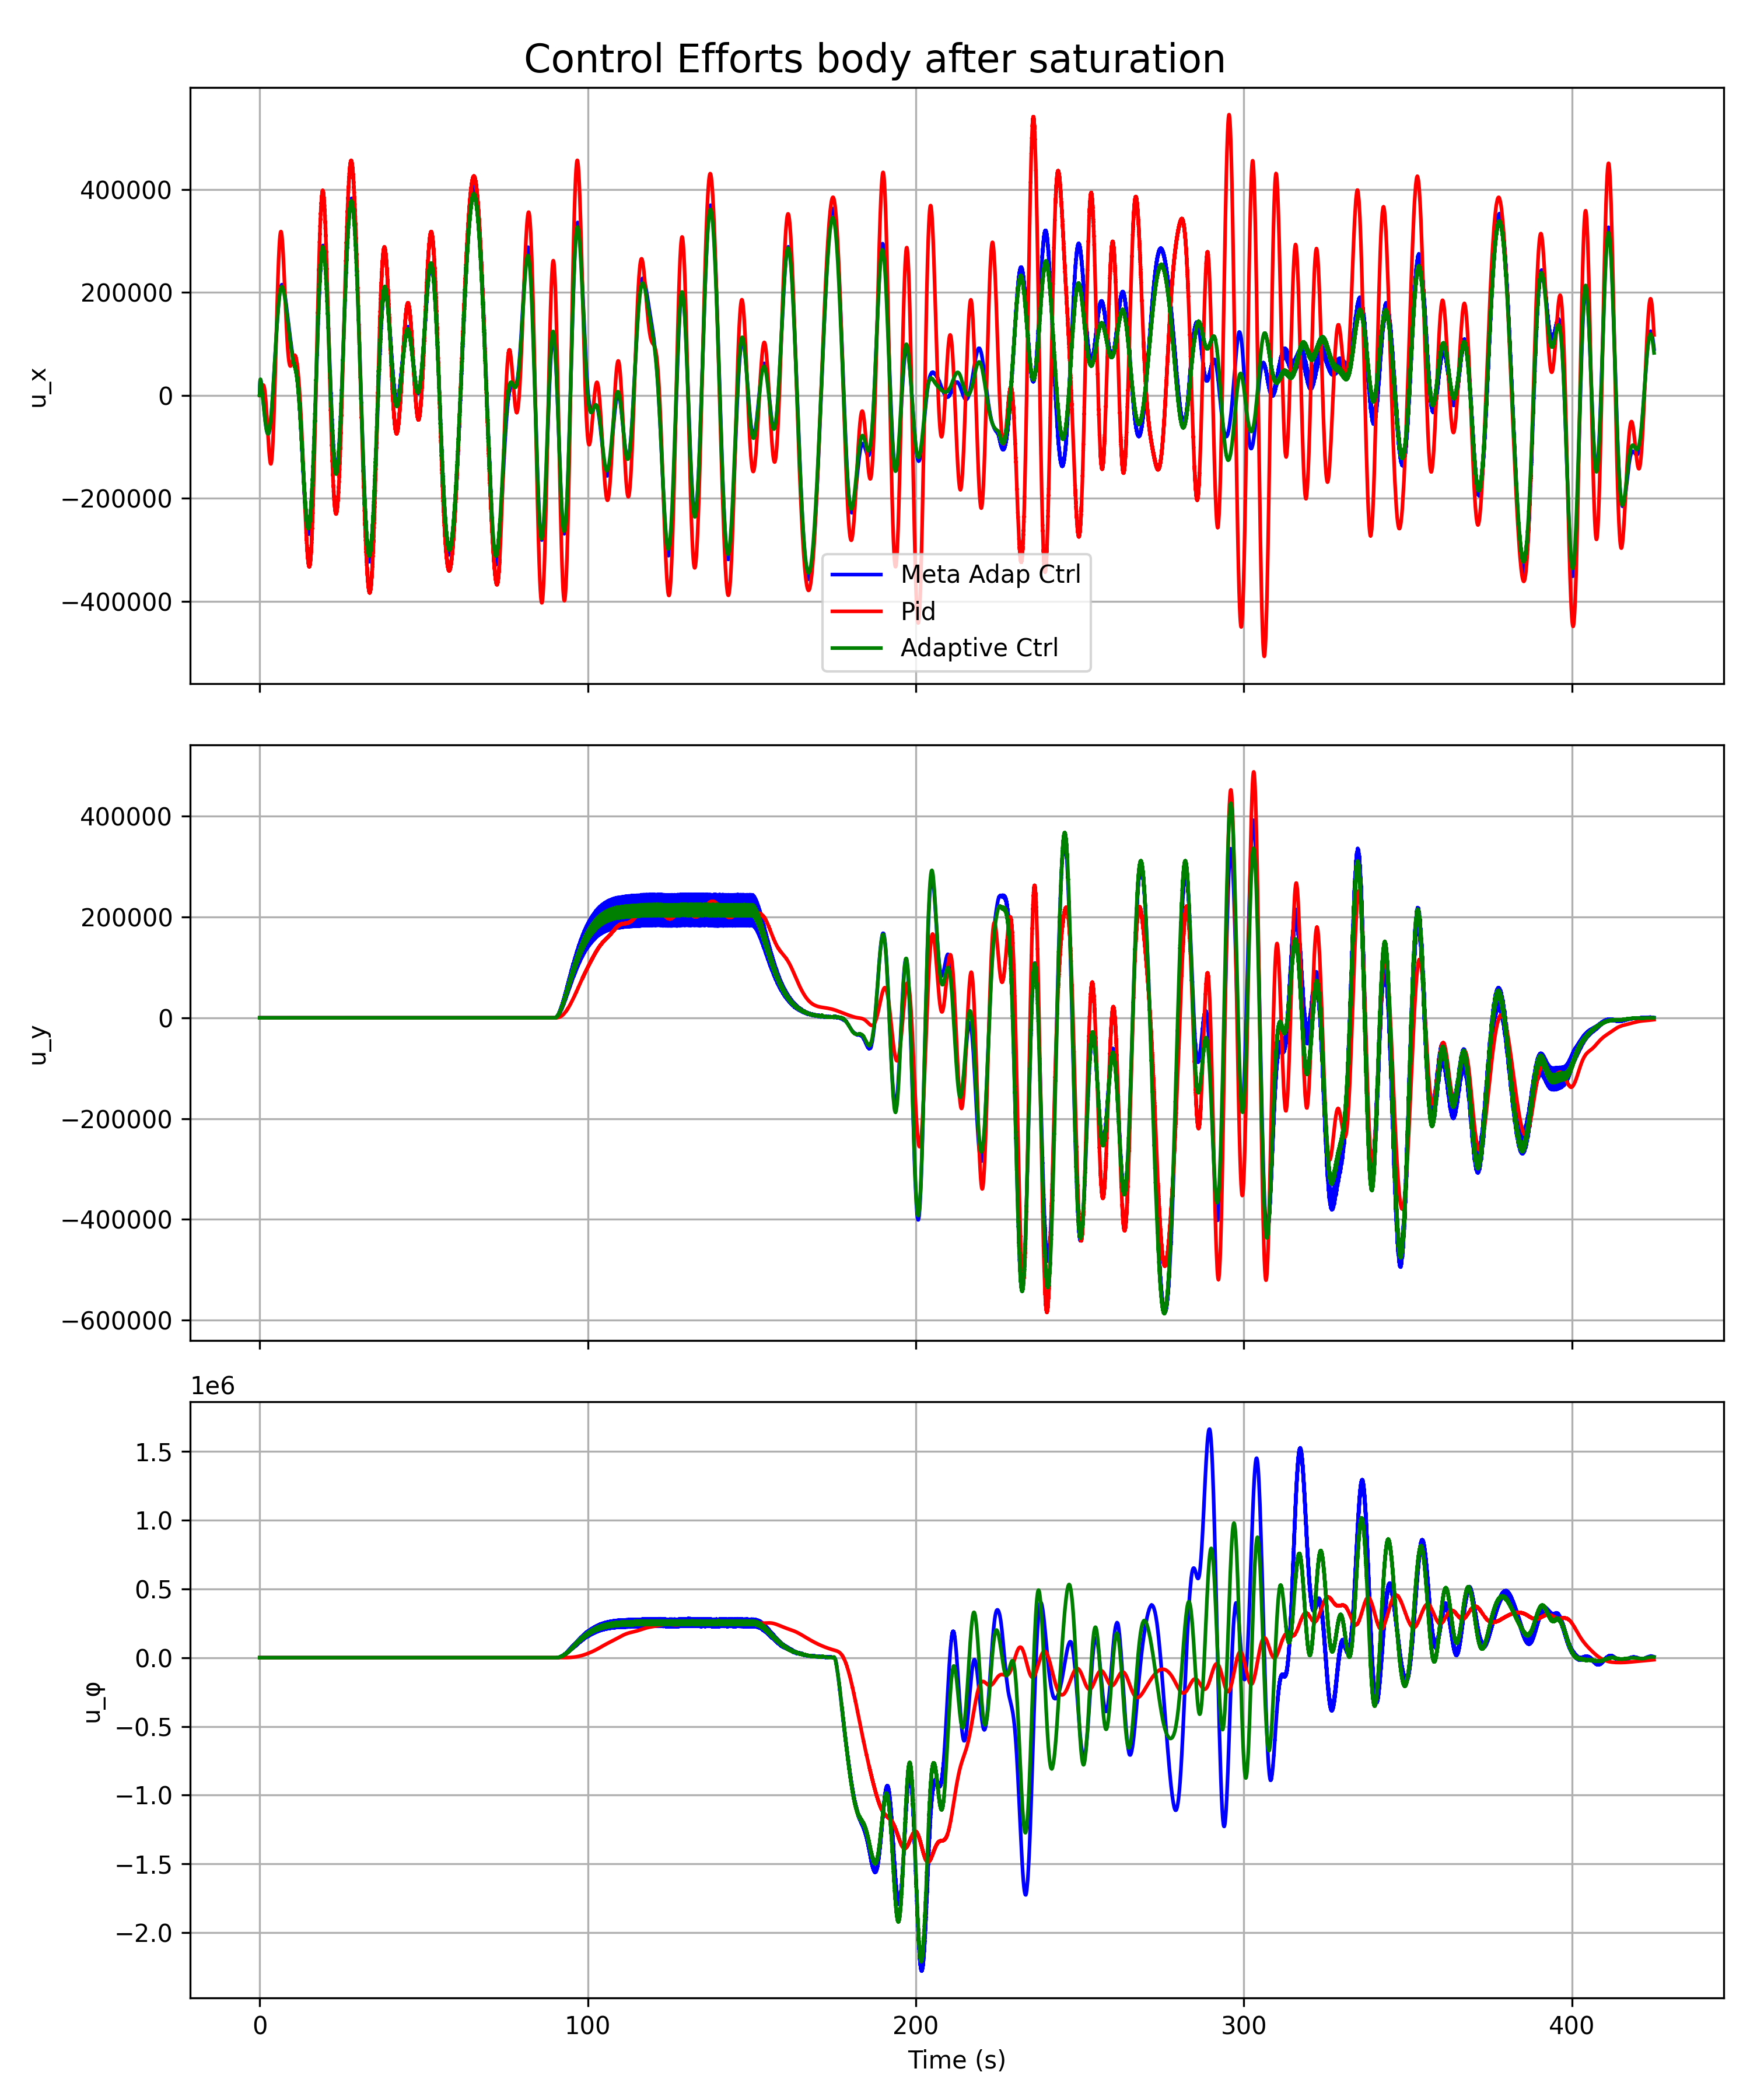 Control Efforts body after saturation
400000
200000
0
−200000
−400000
u_x
Meta Adap Ctrl
Pid
Adaptive Ctrl
400000
200000
0
−200000
−400000
−600000
u_y
1e6
1.5
1.0
0.5
0.0
−0.5
−1.0
−1.5
−2.0
u_φ
0 100 200 300 400
Time (s)